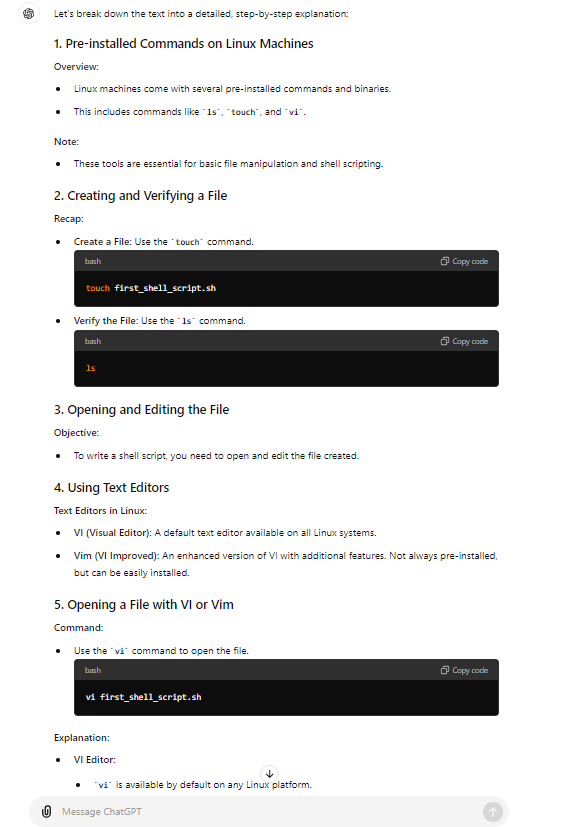 Let's break down the text into a detailed, step-by-step explanation:
1. Pre-installed Commands on Linux Machines
Overview:
• Linux machines come with several pre-installed commands and binaries.
• This includes commands like `ls`, `touch`, and `vi`.
Note:
• These tools are essential for basic file manipulation and shell scripting.
2. Creating and Verifying a File
Recap:
• Create a File: Use the `touch` command.
bash Copy code
touch first_shell_script.sh
• Verify the File: Use the `ls` command.
bash Copy code
ls
3. Opening and Editing the File
Objective:
• To write a shell script, you need to open and edit the file created.
4. Using Text Editors
Text Editors in Linux:
• VI (Visual Editor): A default text editor available on all Linux systems.
• Vim (VI Improved): An enhanced version of VI with additional features. Not always pre-installed,
but can be easily installed.
5. Opening a File with VI or Vim
Command:
• Use the `vi` command to open the file.
bash Copy code
vi first_shell_script.sh
Explanation:
• VI Editor:
• `vi` is available by default on any Linux platform.
Message ChatGPT